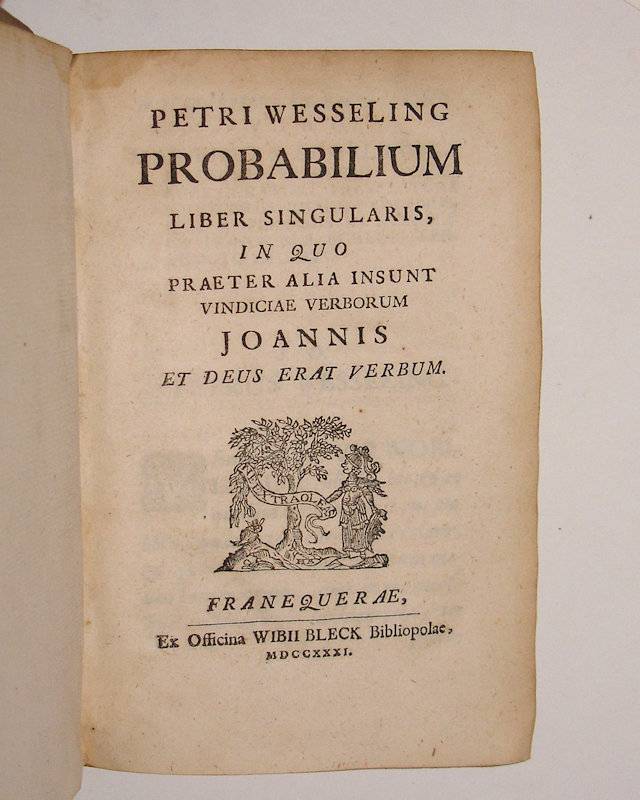 PETRI WESSELING
PROBABILIUM
LIBER SINGULARIS,
IN QUO
PRAETER ALIA INSUNT
VINDICIAE VERBORUM
JOANNIS
ET DEUS ERAT VERBUM.
EXTRA
FRANEQUERAE,
Ex Officina WIBII BLECK Bibliopolae,
MDCCXXXI.